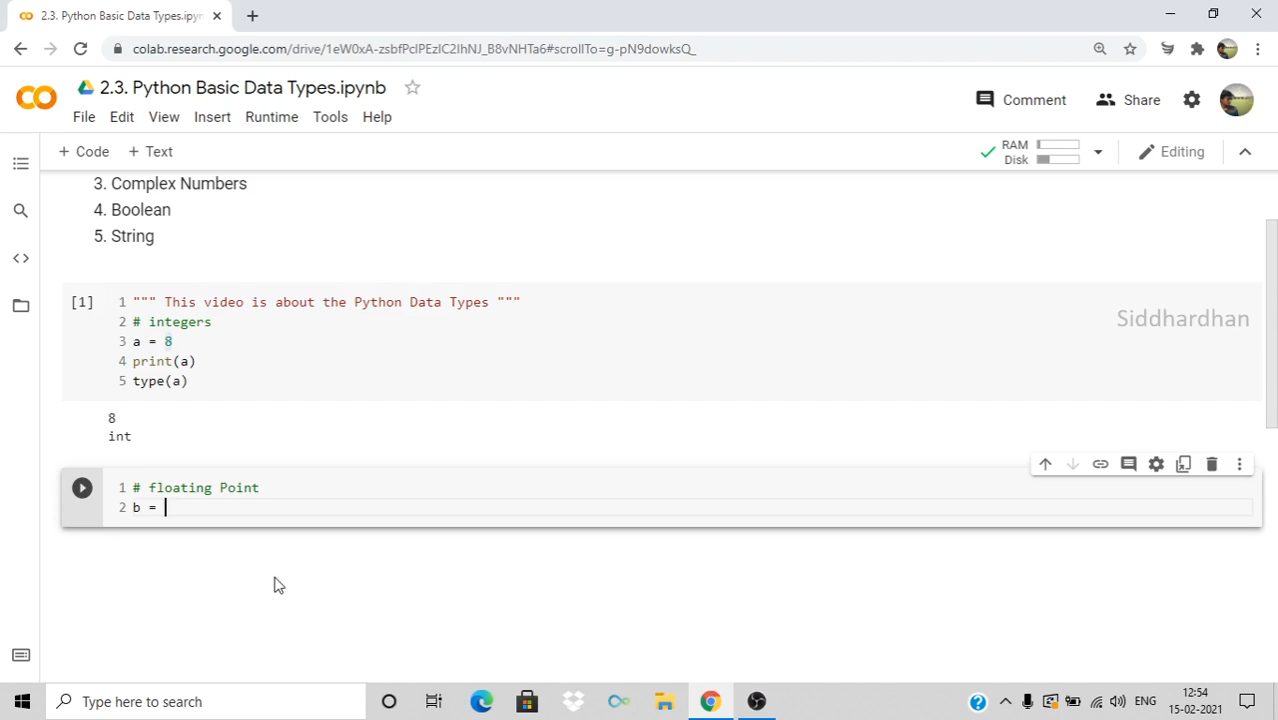 2.3. Python Basic Data Types.ipyn
colab.research.google.com/drive/1eW0xA-zsbfPclPEzlC2IhNJ_B8vNHTa6#scrollTo=g-pN9dowksQ_
2.3. Python Basic Data Types.ipynb
Comment
Share
File Edit View Insert Runtime Tools Help
+ Code + Text
RAM
Disk
Editing
3. Complex Numbers
4. Boolean
5. String
[1] 1 """ This video is about the Python Data Types """
2 # integers
Siddhardhan
3 a = 8
4 print(a)
5 type(a)
8
int
1 # floating Point
2 b =
Type here to search
ENG
12:54
15-02-2021